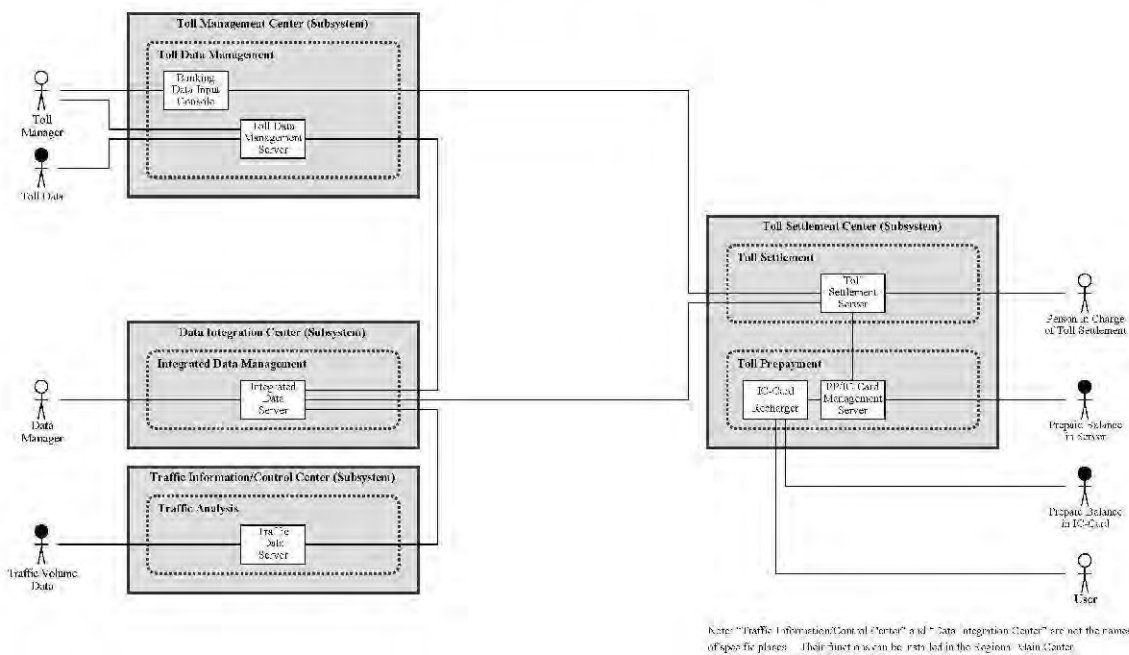 Toll Management Center (Subsystem)
Toll Data Management
Banking
Data Input
Console
Toll
Manager
Toll Data
Management
Server
Toll Data
Toll Settlement Center (Subsystem)
Toll Settlement
Toll
Settlement
Server
Person in Charge
of Toll Settlement
Data Integration Center (Subsystem)
Integrated Data Management
Integrated
Data
Server
Data
Manager
Toll Prepayment
IC-Card
Recharger
PP/IC-Card
Management
Server
Prepaid Balance
in Server
Traffic Information/Control Center (Subsystem)
Traffic Analysis
Traffic
Data
Server
Traffic Volume
Data
Prepaid Balance
in IC-Card
User
Note: "Traffic Information/Control Center" and "Data Integration Center" are not the names
of specific places. Their functions can be installed in the Regional Main Center.